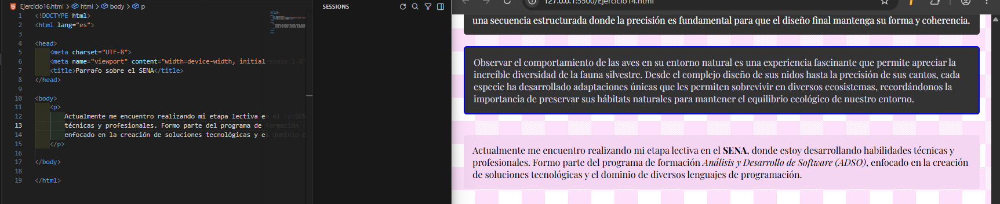 Ejercicio16.html > html > body > p
1 <!DOCTYPE html>
2 <html lang="es">
3
4 <head>
5 <meta charset="UTF-8">
6 <meta name="viewport" content="width=device-width, initial-scale=1.0"
7 <title>Parrafo sobre el SENA</title>
8 </head>
9
10 <body>
11 <p>
12 Actualmente me encuentro realizando mi etapa lectiva en el <b>SEN
13 técnicas y profesionales. Formo parte del programa de formación
14 enfocado en la creación de soluciones tecnológicas y el dominio d
15 </p>
16
17 </body>
18
19 </html>
SESSIONS
127.0.0.1:5500/Ejercicio14.html
una secuencia estructurada donde la precisión es fundamental para que el diseño final mantenga su forma y coherencia.
Observar el comportamiento de las aves en su entorno natural es una experiencia fascinante que permite apreciar la
increíble diversidad de la fauna silvestre. Desde el complejo diseño de sus nidos hasta la precisión de sus cantos, cada
especie ha desarrollado adaptaciones únicas que les permiten sobrevivir en diversos ecosistemas, recordándonos la
importancia de preservar sus hábitats naturales para mantener el equilibrio ecológico de nuestro entorno.
Actualmente me encuentro realizando mi etapa lectiva en el SENA, donde estoy desarrollando habilidades técnicas y
profesionales. Formo parte del programa de formación Análisis y Desarrollo de Software (ADSO), enfocado en la creación
de soluciones tecnológicas y el dominio de diversos lenguajes de programación.